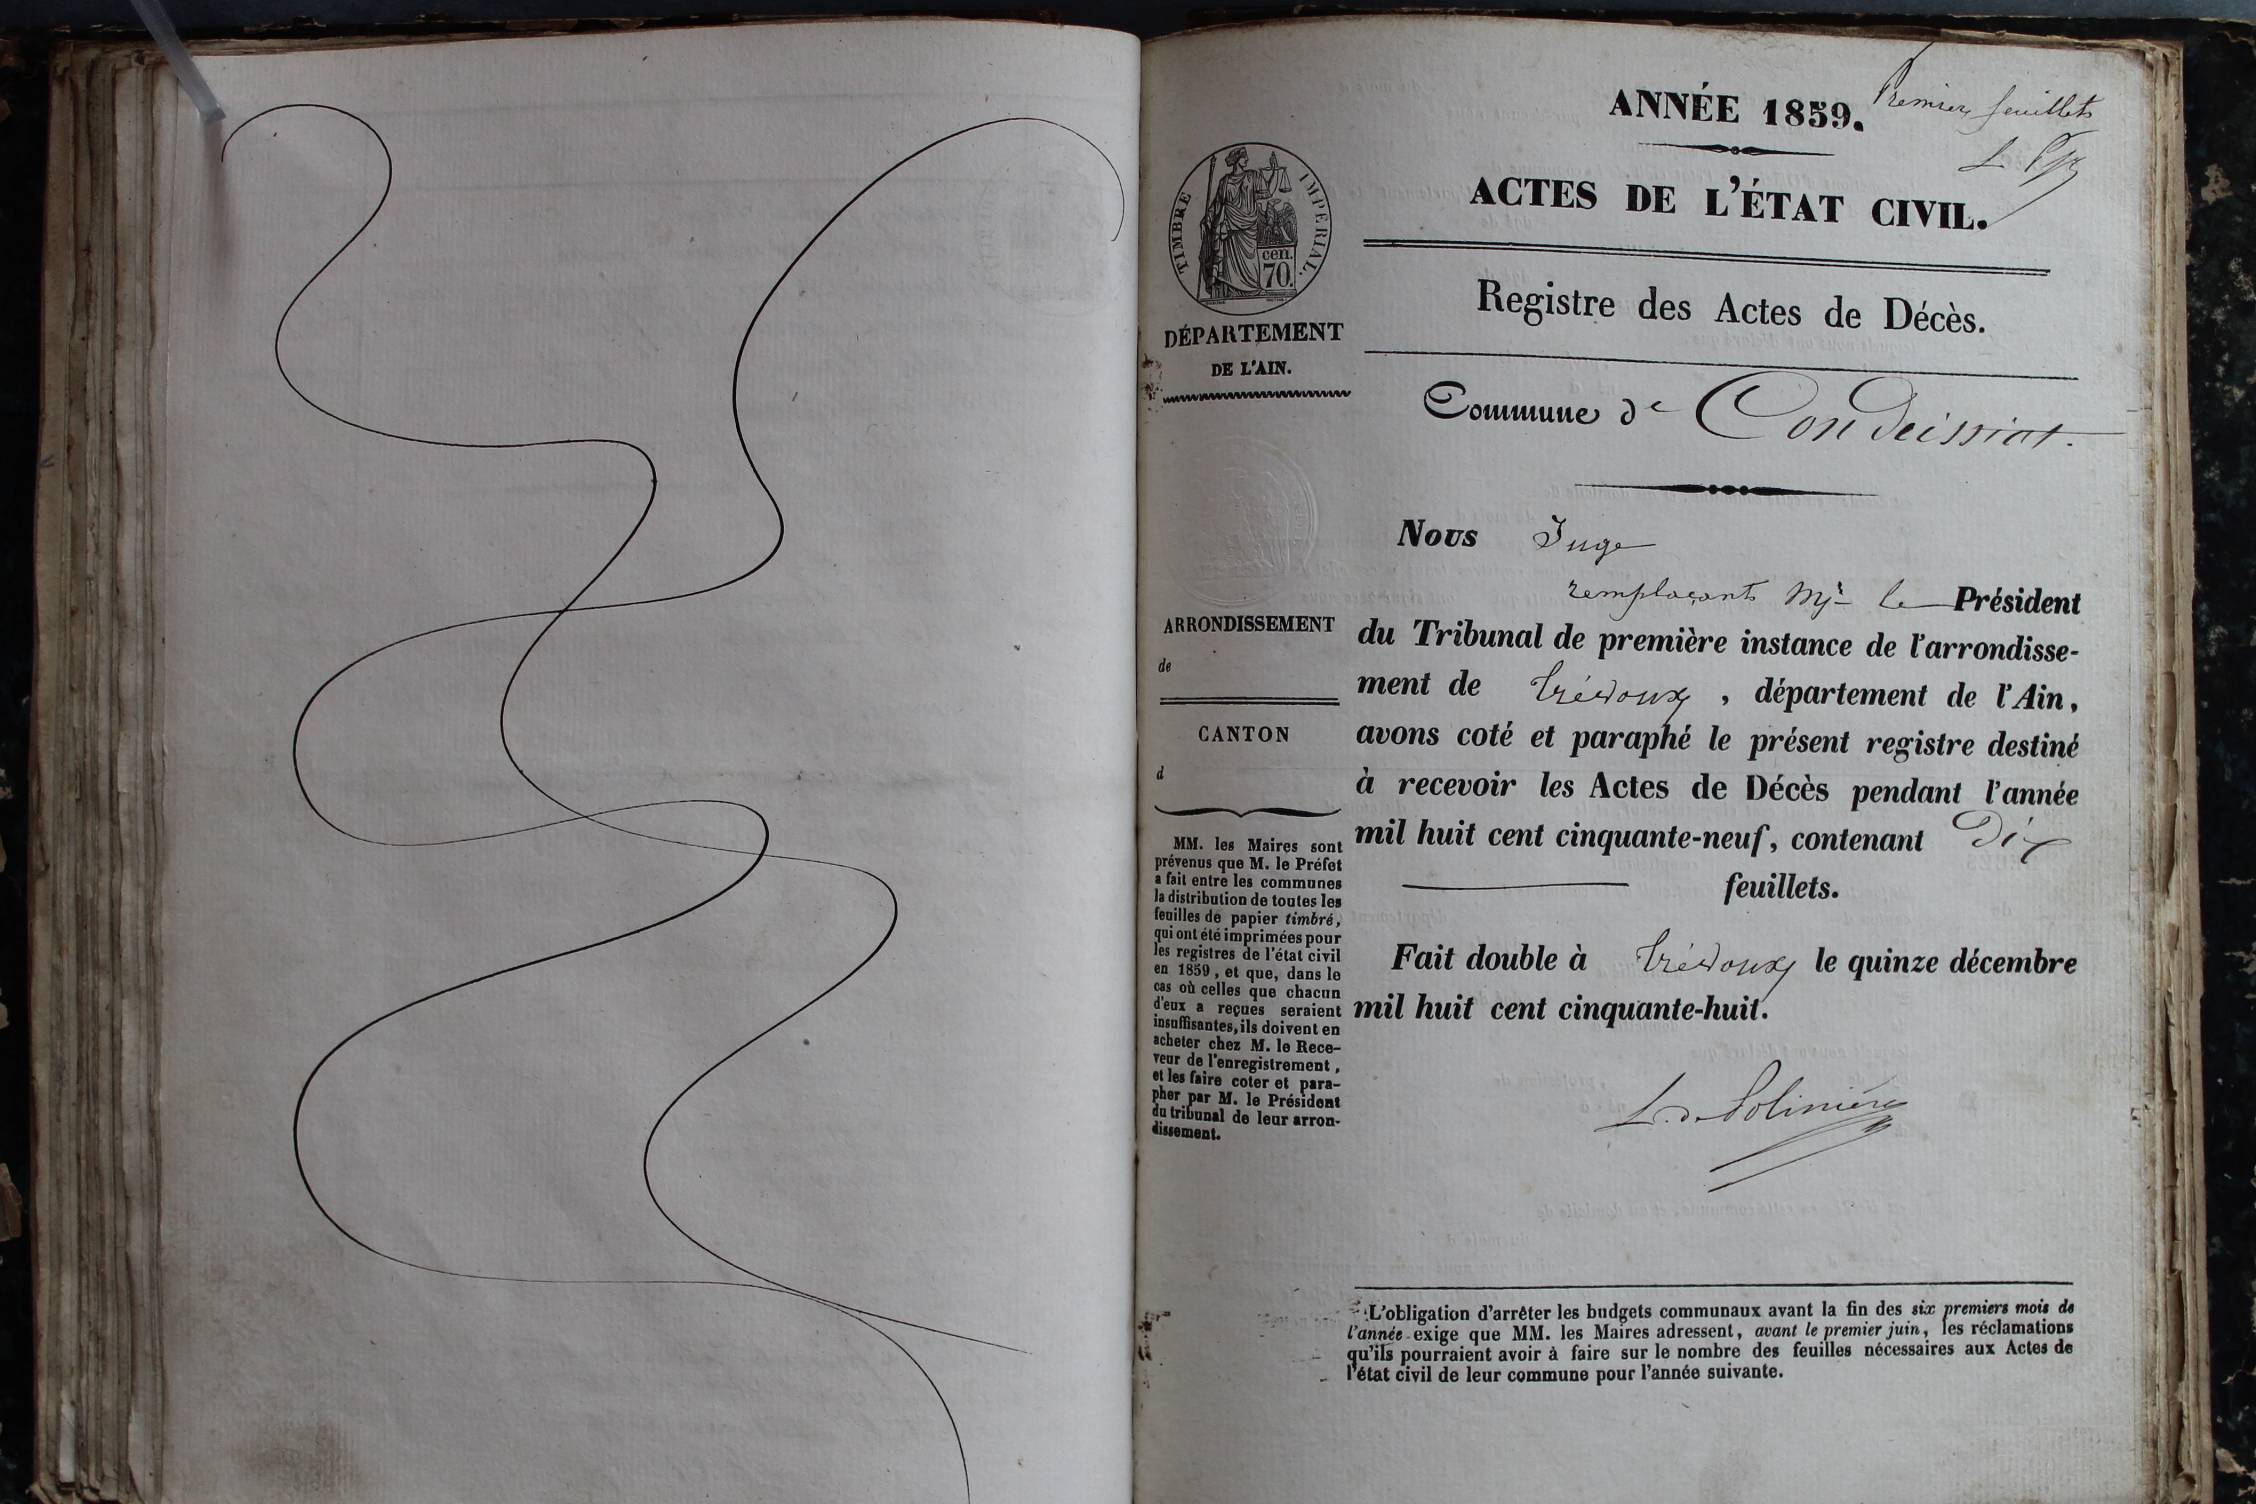 ANNÉE 1859.
Premier feuillet
ACTES DE L'ÉTAT CIVIL.
TIMBRE IMPÉRIAL.
cen.
70.
Registre des Actes de Décès.
DÉPARTEMENT
DE L'AIN.
Commune de Condeissiat.
Nous Juge
remplaçant Mr le Président
du Tribunal de première instance de l'arrondisse-
ment de Trévoux, département de l'Ain,
avons coté et paraphé le présent registre destiné
à recevoir les Actes de Décès pendant l'année
mil huit cent cinquante-neuf, contenant Dix
feuillets.
Fait double à Trévoux le quinze décembre
mil huit cent cinquante-huit.
L. de Polinière
ARRONDISSEMENT
de
CANTON
d
MM. les Maires sont
prévenus que M. le Préfet
a fait entre les communes
la distribution de toutes les
feuilles de papier timbré,
qui ont été imprimées pour
les registres de l'état civil
en 1859, et que, dans le
cas où celles que chacun
d'eux a reçues seraient
insuffisantes, ils doivent en
acheter chez M. le Rece-
veur de l'enregistrement,
et les faire coter et para-
pher par M. le Président
du tribunal de leur arron-
dissement.
L'obligation d'arrêter les budgets communaux avant la fin des six premiers mois de
l'année exige que MM. les Maires adressent, avant le premier juin, les réclamations
qu'ils pourraient avoir à faire sur le nombre des feuilles nécessaires aux Actes de
l'état civil de leur commune pour l'année suivante.